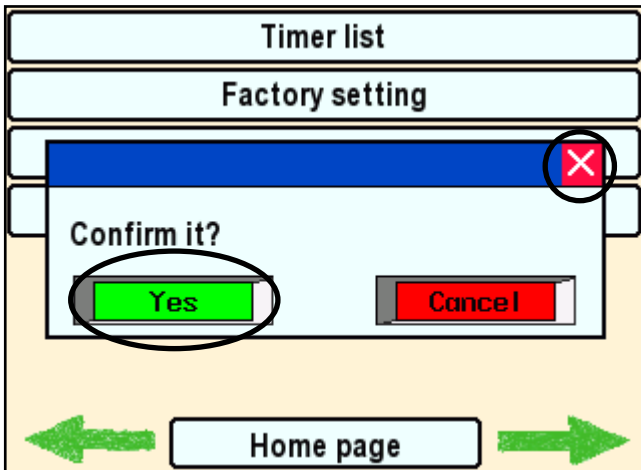 Timer list
Factory setting
Confirm it?
Yes
Cancel
Home page